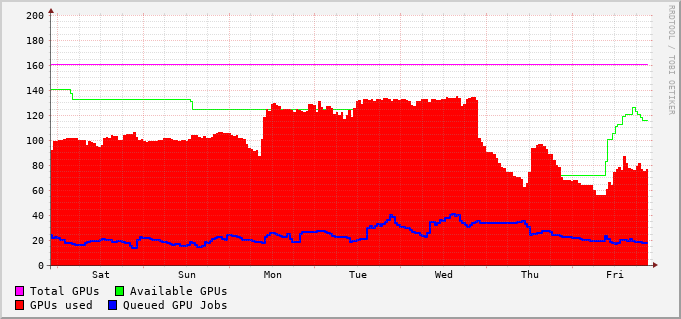 200
180
160
140
120
100
80
60
40
20
0
Sat Sun Mon Tue Wed Thu Fri
Total GPUs Available GPUs
GPUs used Queued GPU Jobs
RRDTOOL / TOBI OETIKER